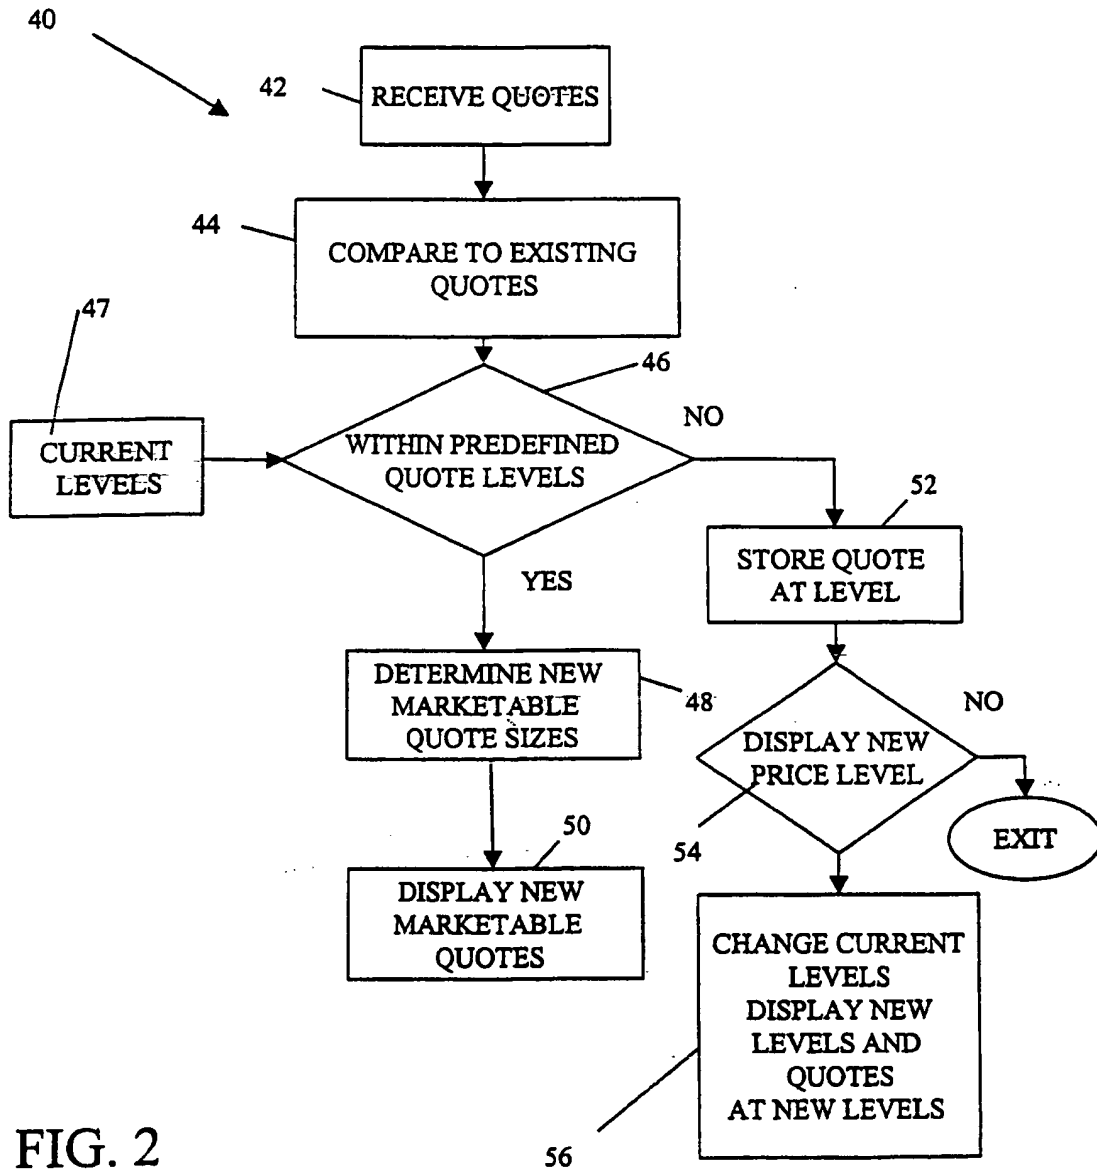 40
42
RECEIVE QUOTES
44
COMPARE TO EXISTING
QUOTES
47
46
CURRENT
LEVELS
WITHIN PREDEFINED
QUOTE LEVELS
NO
YES
52
STORE QUOTE
AT LEVEL
DETERMINE NEW
MARKETABLE
QUOTE SIZES
48
DISPLAY NEW
PRICE LEVEL
NO
54
EXIT
50
DISPLAY NEW
MARKETABLE
QUOTES
CHANGE CURRENT
LEVELS
DISPLAY NEW
LEVELS AND
QUOTES
AT NEW LEVELS
56
FIG. 2